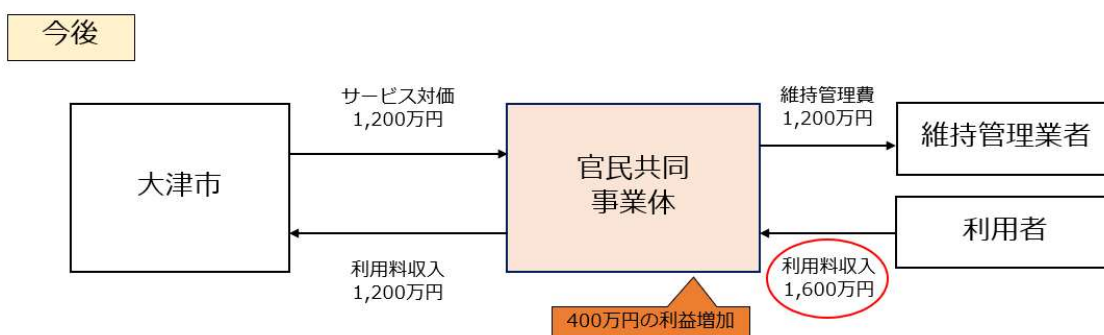 今後
サービス対価
1,200万円
維持管理費
1,200万円
大津市
官民共同
事業体
維持管理業者
利用者
利用料収入
1,200万円
利用料収入
1,600万円
400万円の利益増加